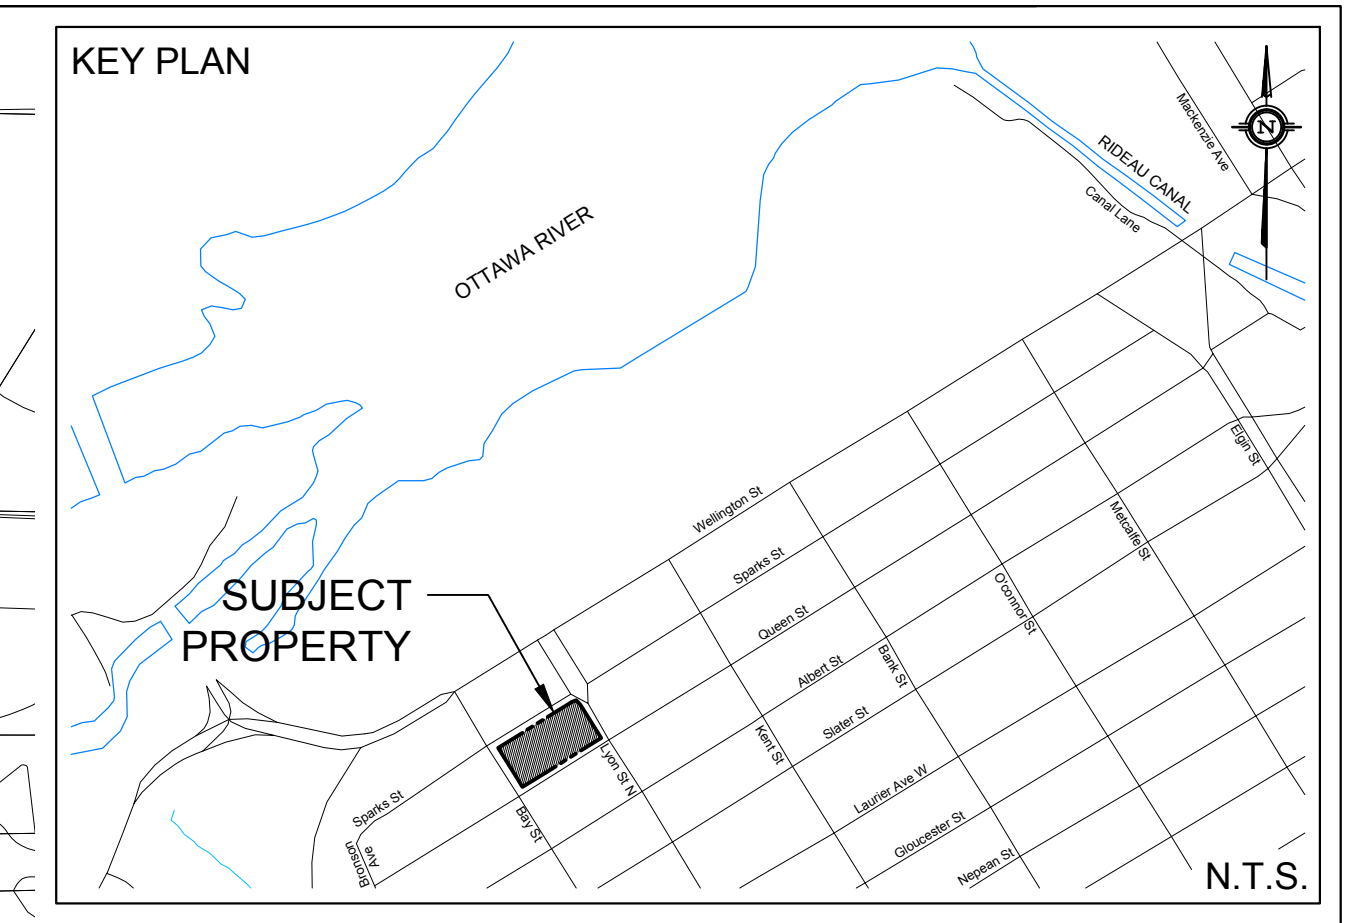 KEY PLAN
N
Mackenzie Ave
RIDEAU CANAL
Canal Lane
OTTAWA RIVER
Elgin St
Wellington St
Metcalfe St
Sparks St
O'connor St
Queen St
SUBJECT
PROPERTY
Albert St
Bank St
Slater St
Kent St
Lyon St N
Laurier Ave W
Sparks St
Bay St
Gloucester St
Bronson
Ave
Nepean St
N.T.S.